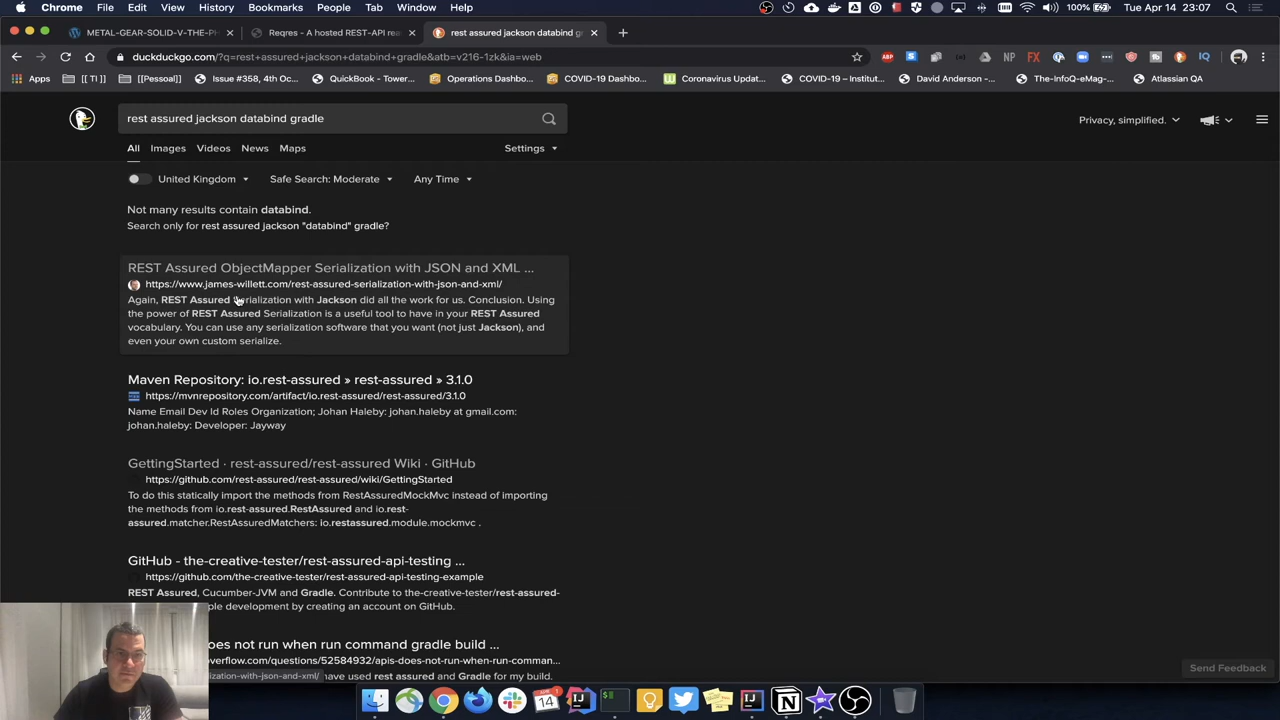 Chrome File Edit View History Bookmarks People Tab Window Help 100% Tue Apr 14 23:07
METAL-GEAR-SOLID-V-THE-PH Reqres - A hosted REST-API rea rest assured jackson databind gr
duckduckgo.com/?q=rest+assured+jackson+databind+gradle&atb=v216-1zk&ia=web
Apps [[ TI ]] [[Pessoal]] Issue #358, 4th Oct... QuickBook - Tower... Operations Dashbo... COVID-19 Dashbo... Coronavirus Updat... COVID-19 – Institut... David Anderson -... The-InfoQ-eMag-... Atlassian QA
rest assured jackson databind gradle
Privacy, simplified.
All Images Videos News Maps Settings
United Kingdom Safe Search: Moderate Any Time
Not many results contain databind.
Search only for rest assured jackson "databind" gradle?
REST Assured ObjectMapper Serialization with JSON and XML ...
https://www.james-willett.com/rest-assured-serialization-with-json-and-xml/
Again, REST Assured Serialization with Jackson did all the work for us. Conclusion. Using
the power of REST Assured Serialization is a useful tool to have in your REST Assured
vocabulary. You can use any serialization software that you want (not just Jackson), and
even your own custom serialize.
Maven Repository: io.rest-assured » rest-assured » 3.1.0
https://mvnrepository.com/artifact/io.rest-assured/rest-assured/3.1.0
Name Email Dev Id Roles Organization; Johan Haleby: johan.haleby at gmail.com:
johan.haleby: Developer: Jayway
GettingStarted · rest-assured/rest-assured Wiki · GitHub
https://github.com/rest-assured/rest-assured/wiki/GettingStarted
To do this statically import the methods from RestAssuredMockMvc instead of importing
the methods from io.rest-assured.RestAssured and io.rest-
assured.matcher.RestAssuredMatchers: io.restassured.module.mockmvc .
GitHub - the-creative-tester/rest-assured-api-testing ...
https://github.com/the-creative-tester/rest-assured-api-testing-example
REST Assured, Cucumber-JVM and Gradle. Contribute to the-creative-tester/rest-assured-
ple development by creating an account on GitHub.
oes not run when run command gradle build ...
erflow.com/questions/52584932/apis-does-not-run-when-run-comman...
ization-with-json-and-xml/ have used rest assured and Gradle for my build.
Send Feedback